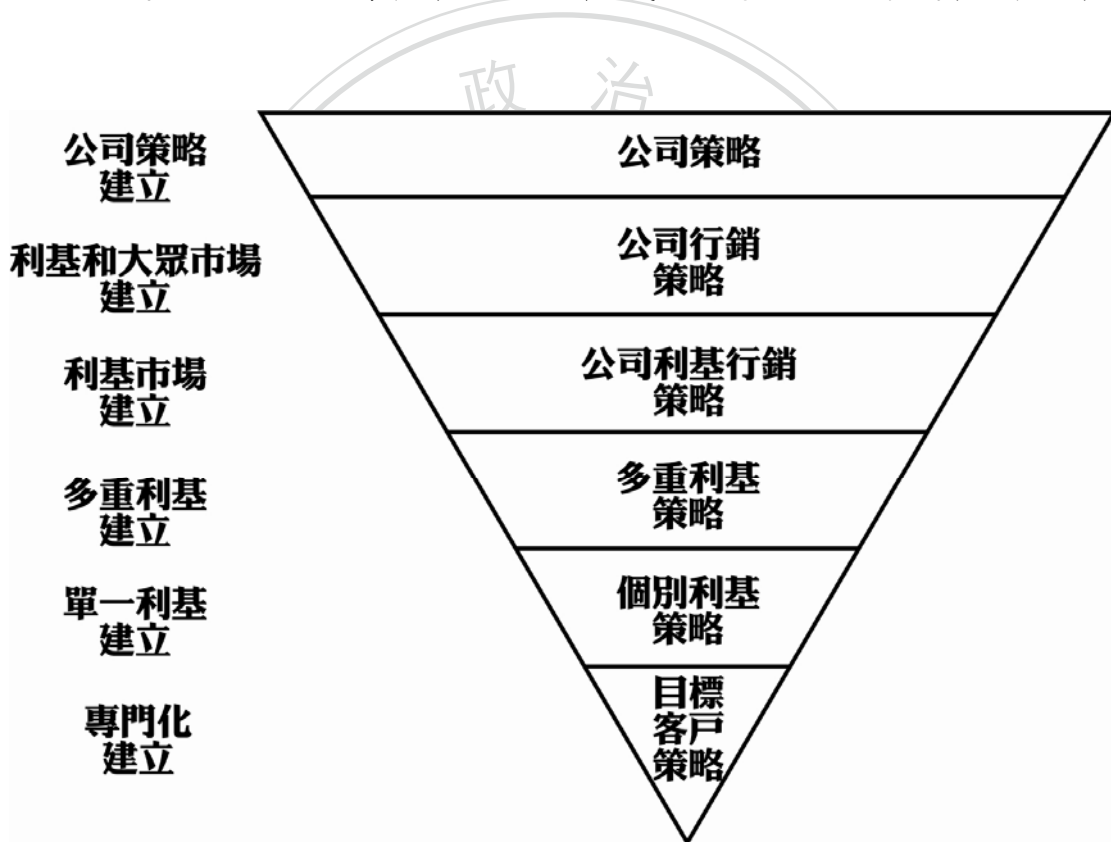 政 治
公司策略
建立
公司策略
利基和大眾市場
建立
公司行銷
策略
利基市場
建立
公司利基行銷
策略
多重利基
建立
多重利基
策略
單一利基
建立
個別利基
策略
專門化
建立
目標
客戶
策略